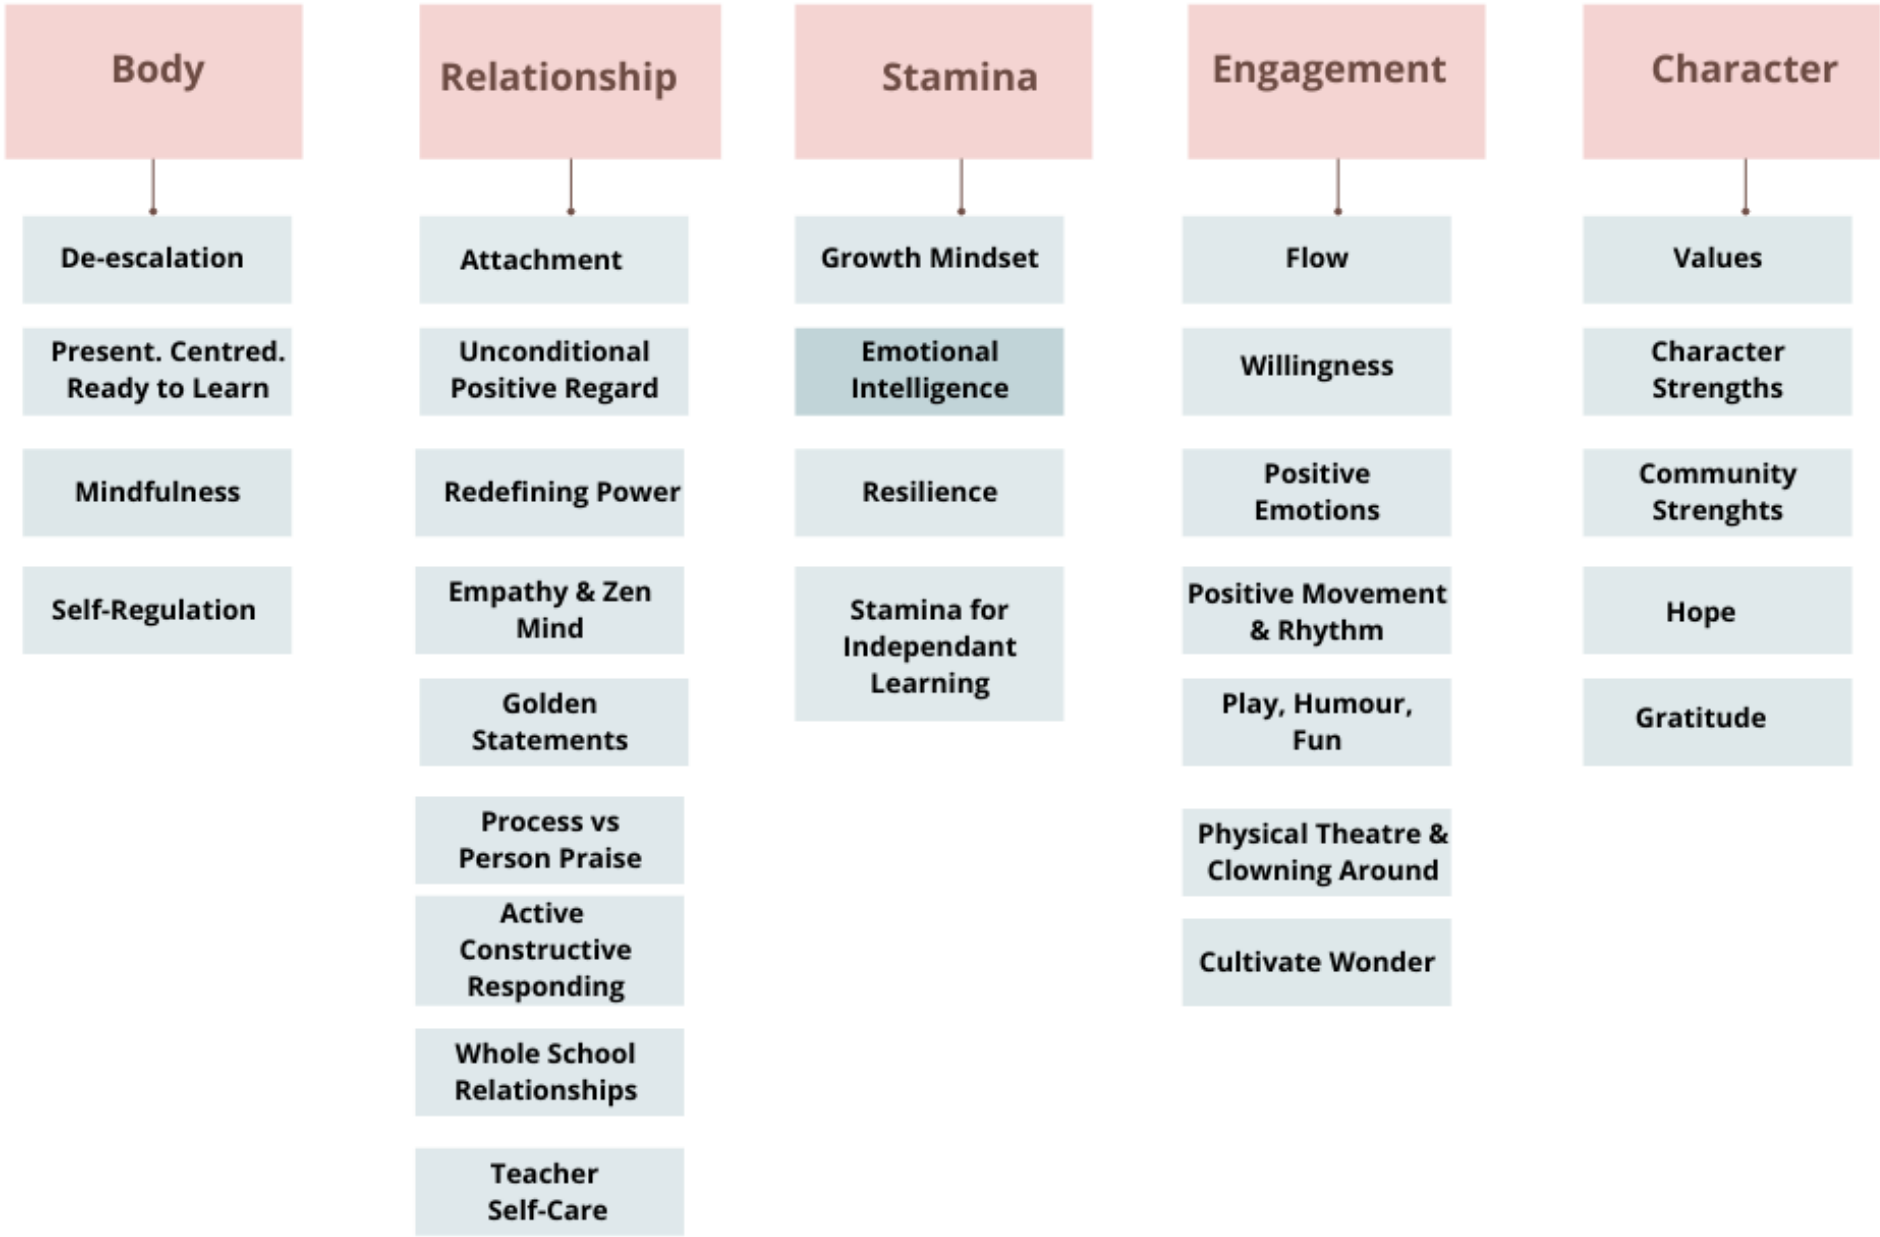 Body
De-escalation
Present. Centred.
Ready to Learn
Mindfulness
Self-Regulation
Relationship
Attachment
Unconditional
Positive Regard
Redefining Power
Empathy & Zen
Mind
Golden
Statements
Process vs
Person Praise
Active
Constructive
Responding
Whole School
Relationships
Teacher
Self-Care
Stamina
Growth Mindset
Emotional
Intelligence
Resilience
Stamina for
Independant
Learning
Engagement
Flow
Willingness
Positive
Emotions
Positive Movement
& Rhythm
Play, Humour,
Fun
Physical Theatre &
Clowning Around
Cultivate Wonder
Character
Values
Character
Strengths
Community
Strenghts
Hope
Gratitude